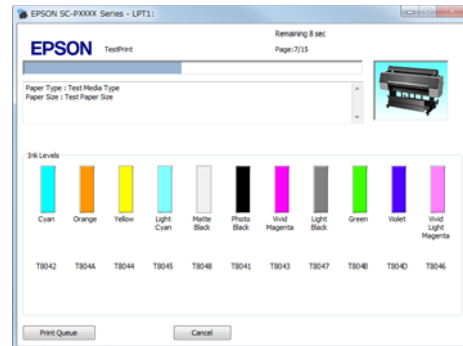 EPSON SC-PXXXX Series - LPT1:
Remaining 8 sec
EPSON TestPrint Page:7/15
Paper Type : Test Media
Type
Paper Size : Test Paper
Size
Ink Levels
Cyan Orange Yellow Light Cyan Matte Black Photo Black Vivid Magenta Light Black Green Violet Vivid Light Magenta
T8042 T804A T8044 T8045 T8048 T8041 T8043 T8047 T804B T804D T8046
Print Queue Cancel